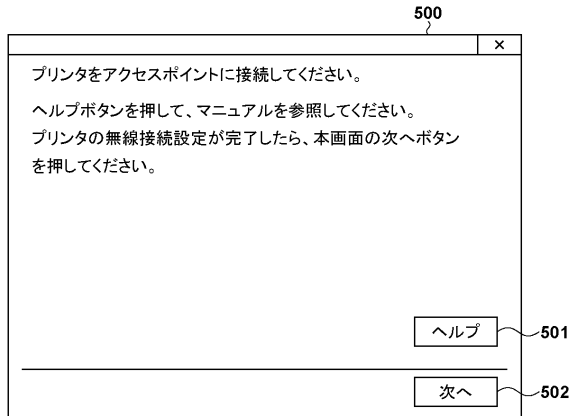 500
×
プリンタをアクセスポイントに接続してください。
ヘルプボタンを押して、マニュアルを参照してください。
プリンタの無線接続設定が完了したら、本画面の次へボタン
を押してください。
ヘルプ 501
次へ 502